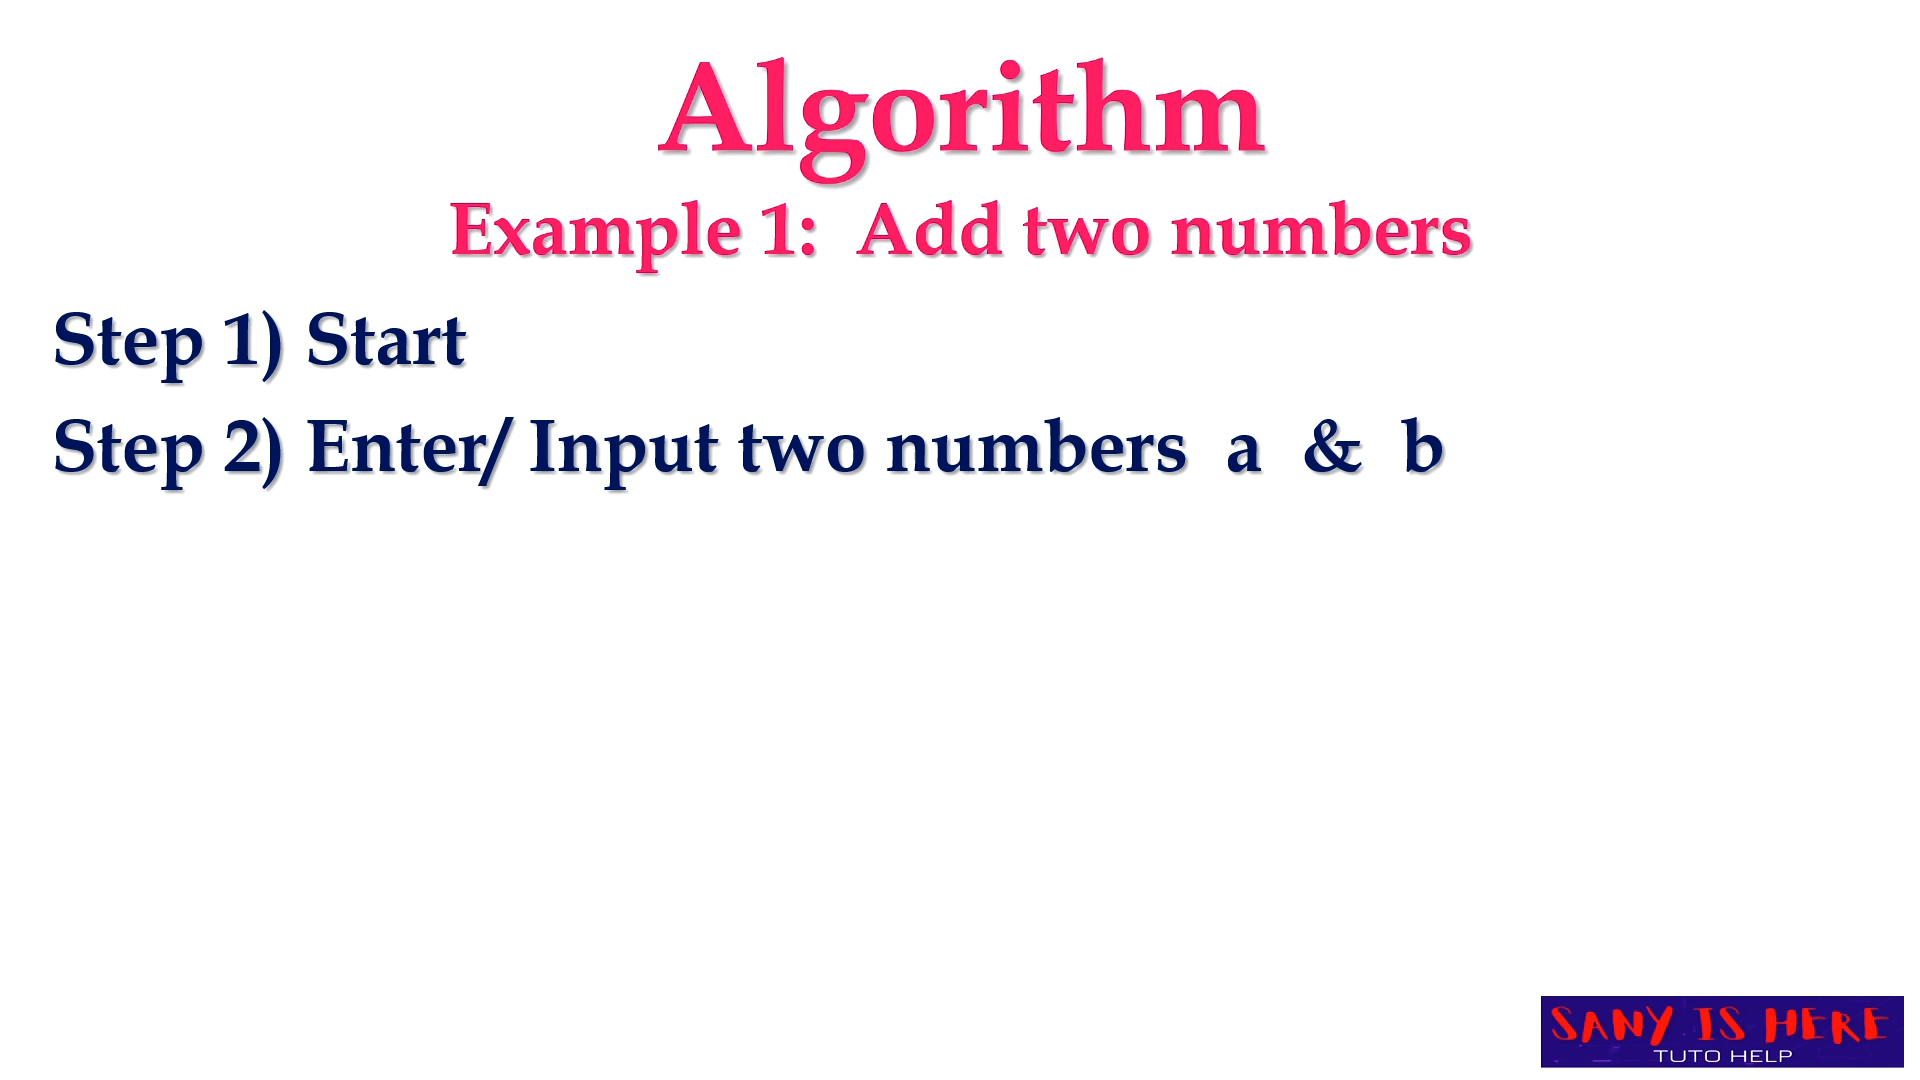 Algorithm
Example 1:  Add two numbers
Step 1) Start
Step 2) Enter/ Input two numbers  a  &  b
SANY IS HERE
TUTO HELP